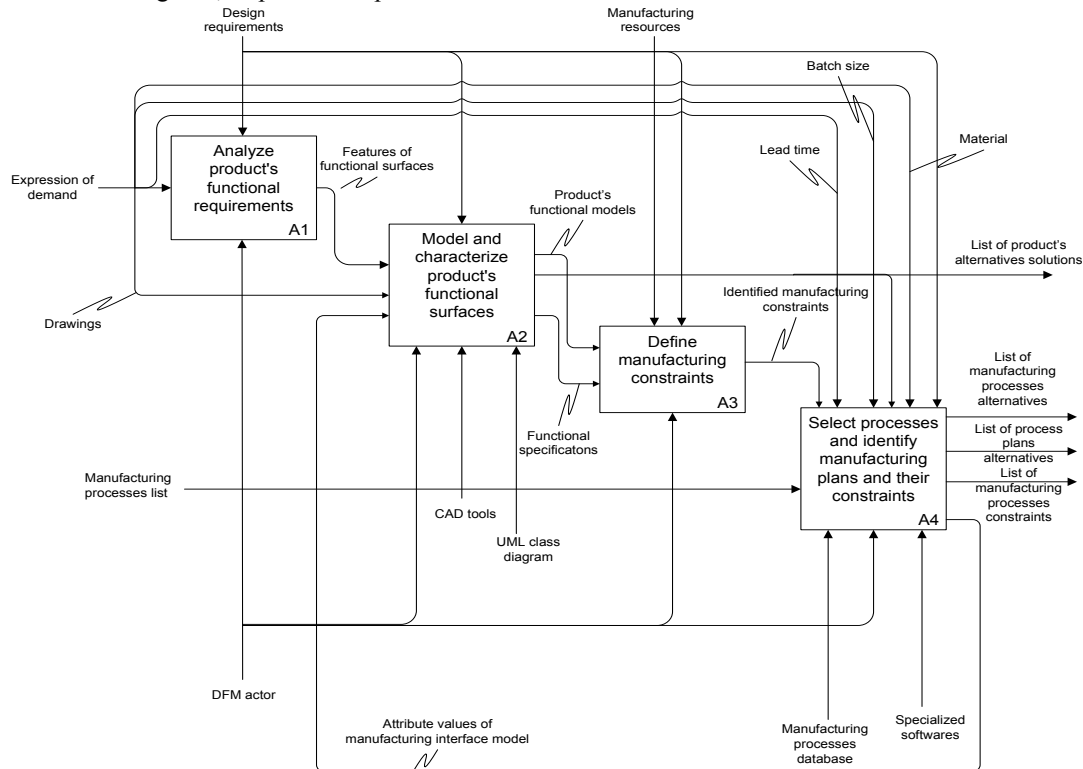 Design
requirements
Manufacturing
resources
Batch size
Analyze
product's
functional
requirements
A1
Features of
functional surfaces
Lead time
Material
Expression of
demand
Product's
functional models
Model and
characterize
product's
functional
surfaces
A2
List of product's
alternatives solutions
Identified manufacturing
constraints
Drawings
Define
manufacturing
constraints
A3
List of
manufacturing
processes
alternatives
Select processes
and identify
manufacturing
plans and their
constraints
A4
List of process
plans
alternatives
List of
manufacturing
processes
constraints
Functional
specificatons
Manufacturing
processes list
CAD tools
UML class
diagram
DFM actor
Attribute values of
manufacturing interface model
Manufacturing
processes
database
Specialized
softwares